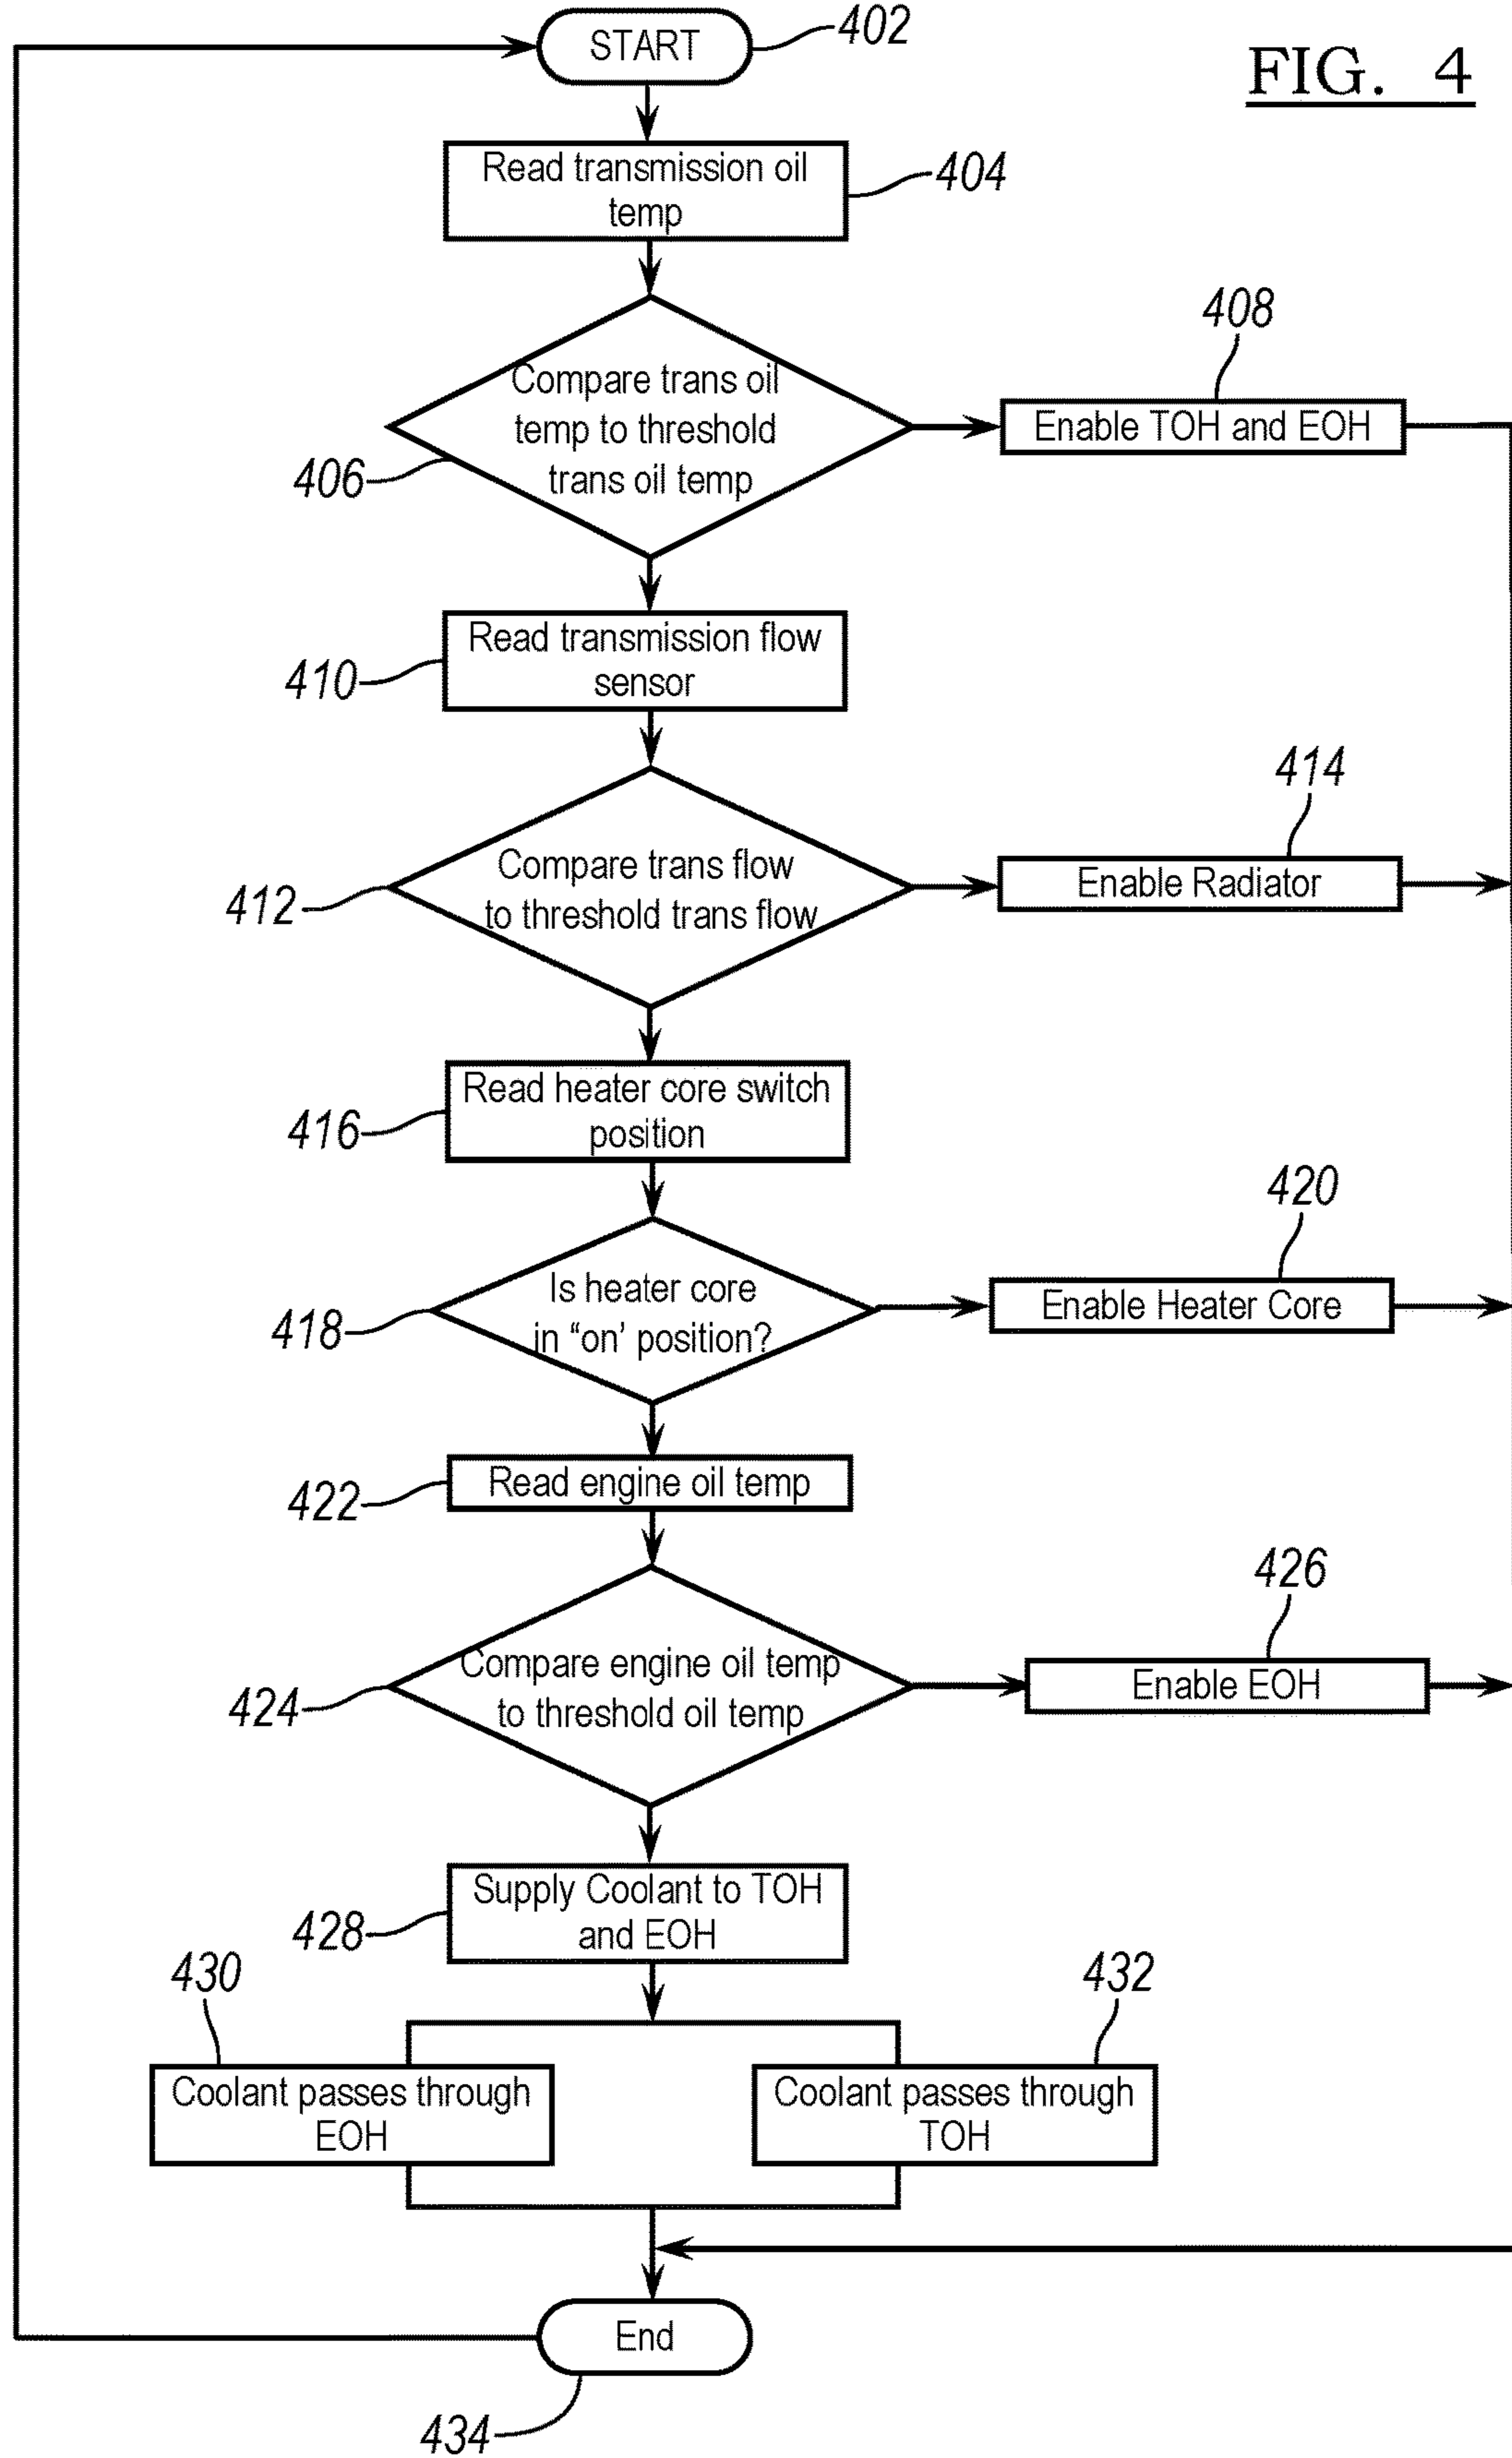 START
402
FIG. 4
Read transmission oil
temp
404
Compare trans oil
temp to threshold
trans oil temp
406
408
Enable TOH and EOH
Read transmission flow
sensor
410
Compare trans flow
to threshold trans flow
412
414
Enable Radiator
Read heater core switch
position
416
Is heater core
in “on’ position?
418
420
Enable Heater Core
Read engine oil temp
422
Compare engine oil temp
to threshold oil temp
424
426
Enable EOH
Supply Coolant to TOH
and EOH
428
430
Coolant passes through
EOH
432
Coolant passes through
TOH
End
434